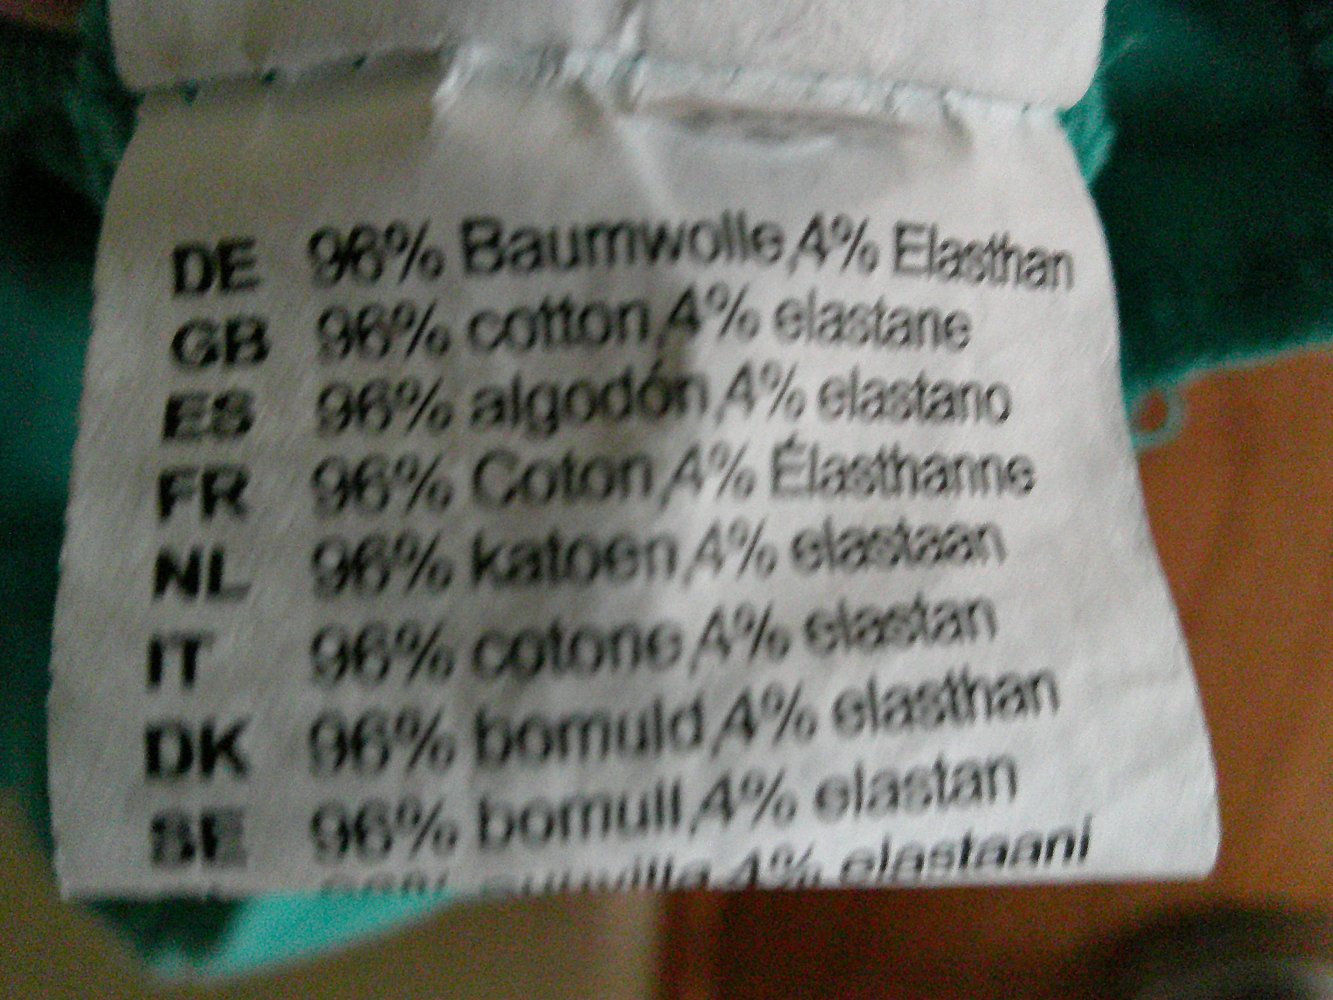 DE 96% Baumwolle,4% Elasthan
GB 96% cotton,4% elastane
ES 96% algodón,4% elastano
FR 96% Coton,4% Élasthanne
NL 96% katoen,4% elastaan
IT 96% cotone,4% elastan
DK 96% bomuld,4% elasthan
SE 96% bomull,4% elastan
4% elastaani